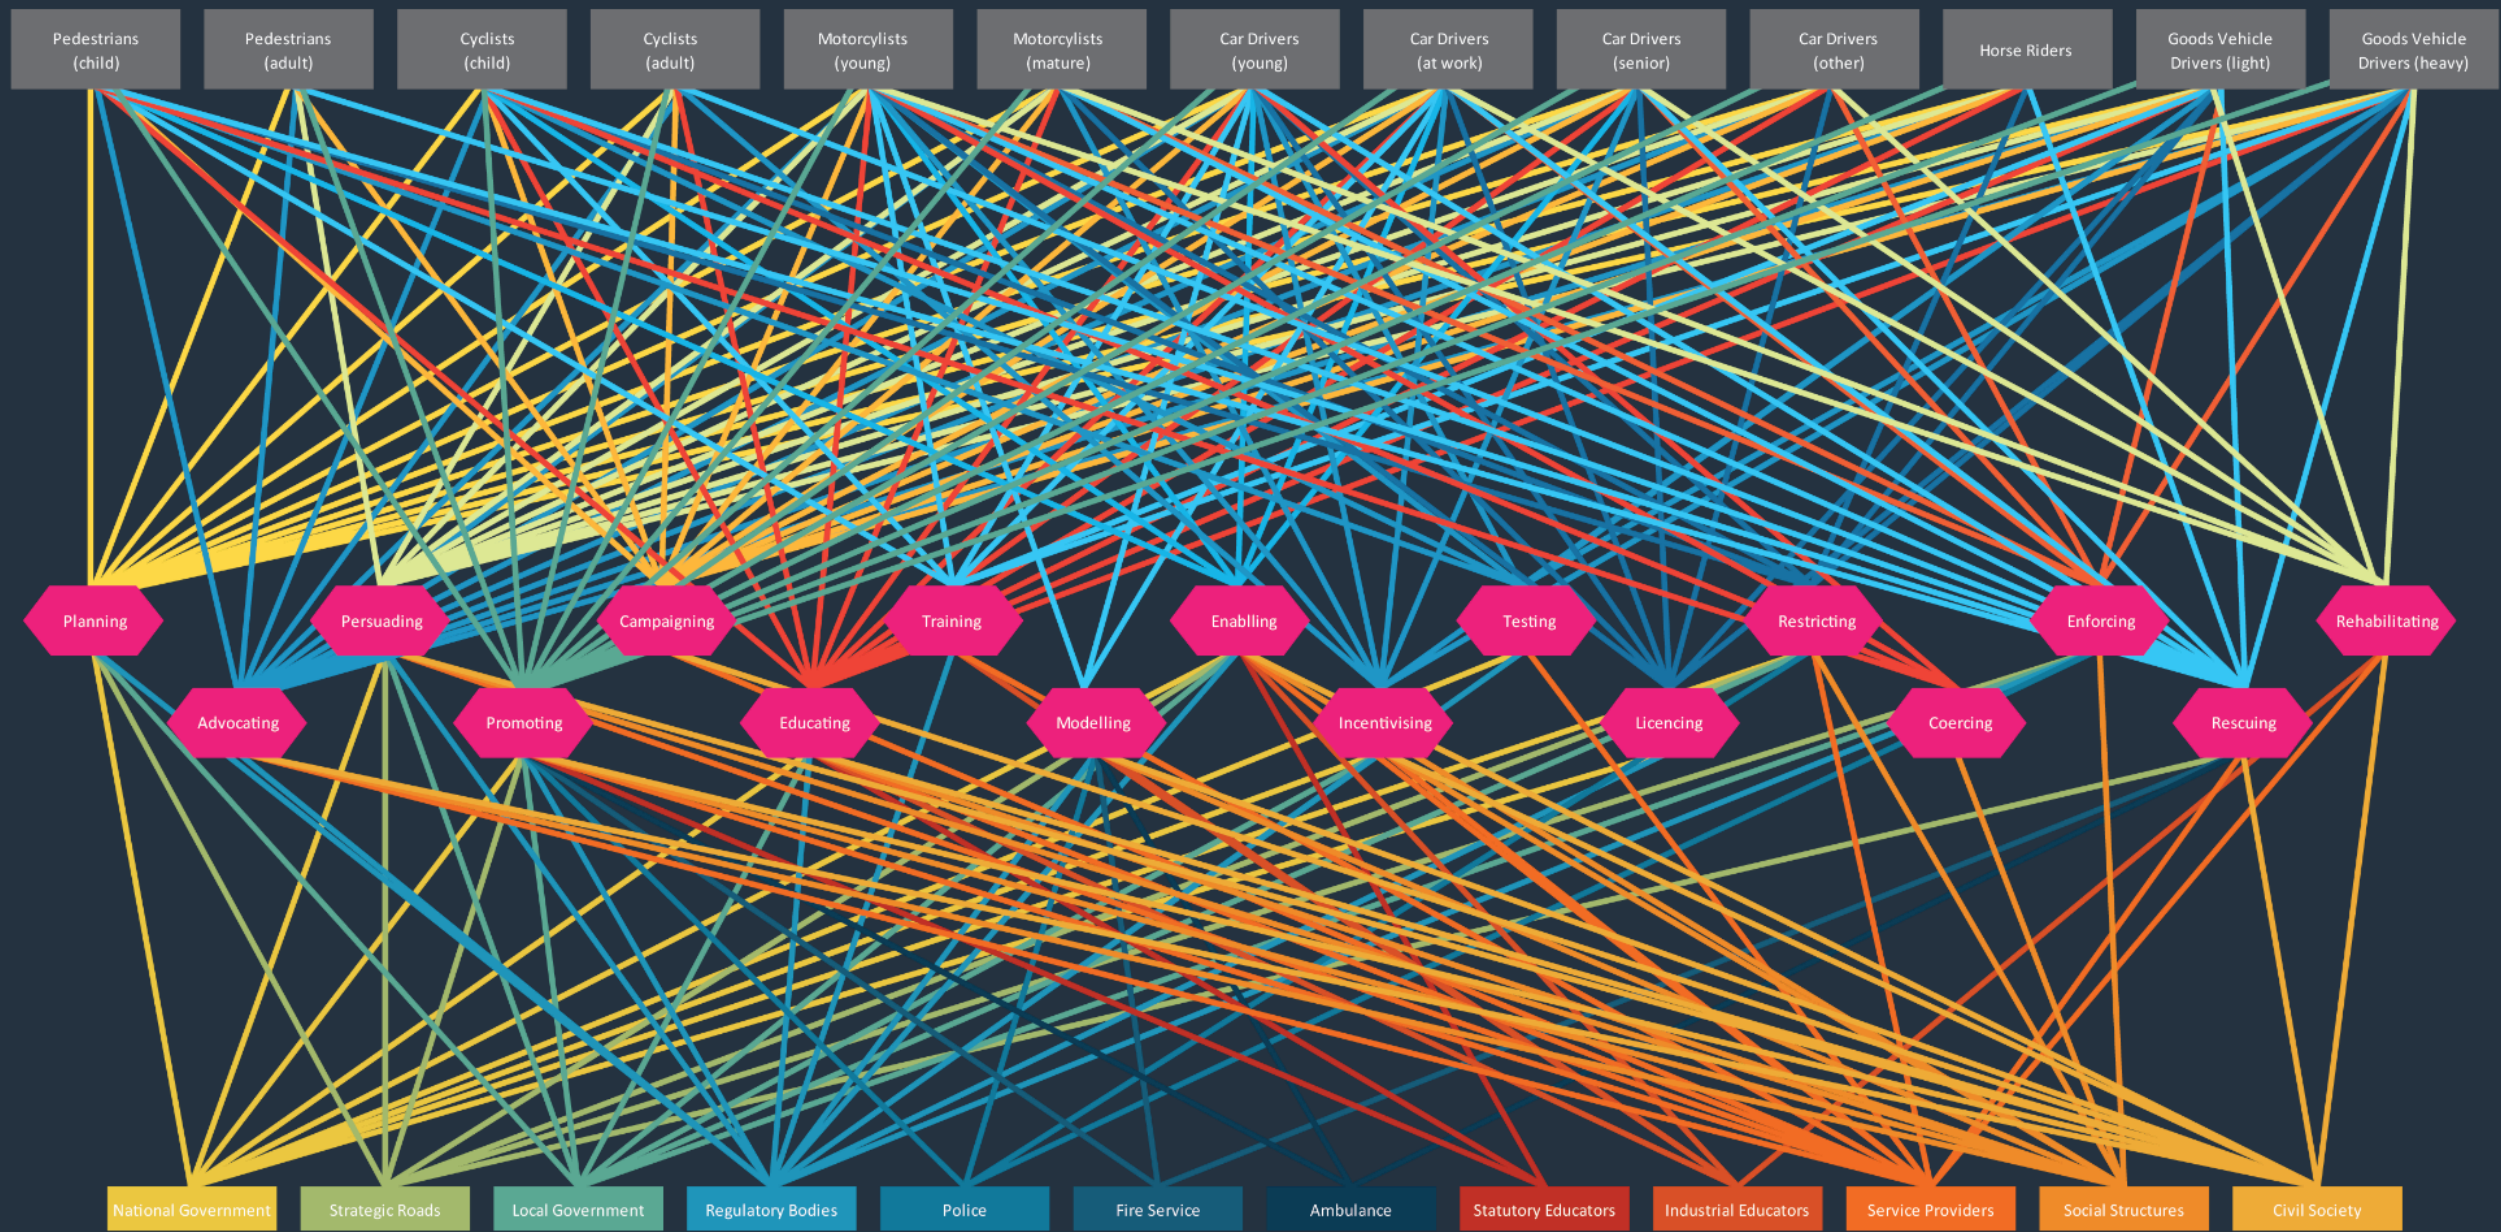 Pedestrians
(child)
Pedestrians
(adult)
Cyclists
(child)
Cyclists
(adult)
Motorcylists
(young)
Motorcylists
(mature)
Car Drivers
(young)
Car Drivers
(at work)
Car Drivers
(senior)
Car Drivers
(other)
Horse Riders
Goods Vehicle
Drivers (light)
Goods Vehicle
Drivers (heavy)
Planning
Persuading
Campaigning
Training
Enablling
Testing
Restricting
Enforcing
Rehabilitating
Advocating
Promoting
Educating
Modelling
Incentivising
Licencing
Coercing
Rescuing
National Government
Strategic Roads
Local Government
Regulatory Bodies
Police
Fire Service
Ambulance
Statutory Educators
Industrial Educators
Service Providers
Social Structures
Civil Society